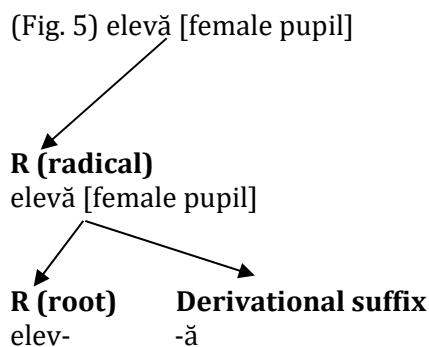 (Fig. 5) elevă [female pupil]
R (radical)
elevă [female pupil]
R (root) Derivational suffix
elev- -ă